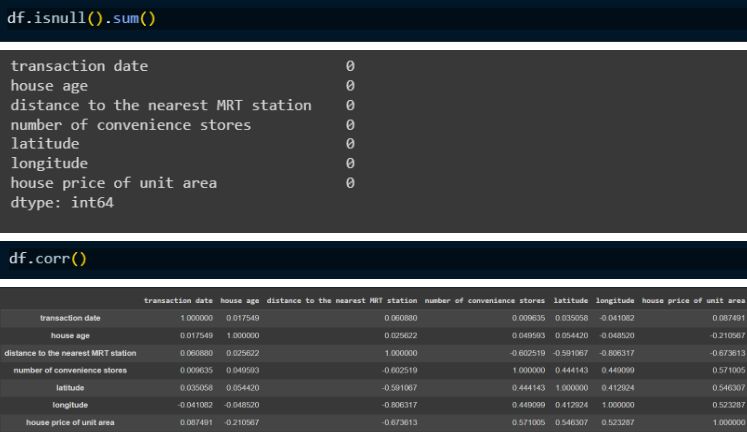 df.isnull().sum()
transaction date 0
house age 0
distance to the nearest MRT station 0
number of convenience stores 0
latitude 0
longitude 0
house price of unit area 0
dtype: int64
df.corr()
transaction date house age distance to the nearest MRT station number of convenience stores latitude longitude house price of unit area
transaction date 1.000000 0.017549 0.060880 0.009635 0.035058 -0.041082 0.087491
house age 0.017549 1.000000 0.025622 0.049593 0.054420 -0.048520 -0.210567
distance to the nearest MRT station 0.060880 0.025622 1.000000 -0.602519 -0.591067 -0.806317 -0.673613
number of convenience stores 0.009635 0.049593 -0.602519 1.000000 0.444143 0.449099 0.571005
latitude 0.035058 0.054420 -0.591067 0.444143 1.000000 0.412924 0.546307
longitude -0.041082 -0.048520 -0.806317 0.449099 0.412924 1.000000 0.523287
house price of unit area 0.087491 -0.210567 -0.673613 0.571005 0.546307 0.523287 1.000000